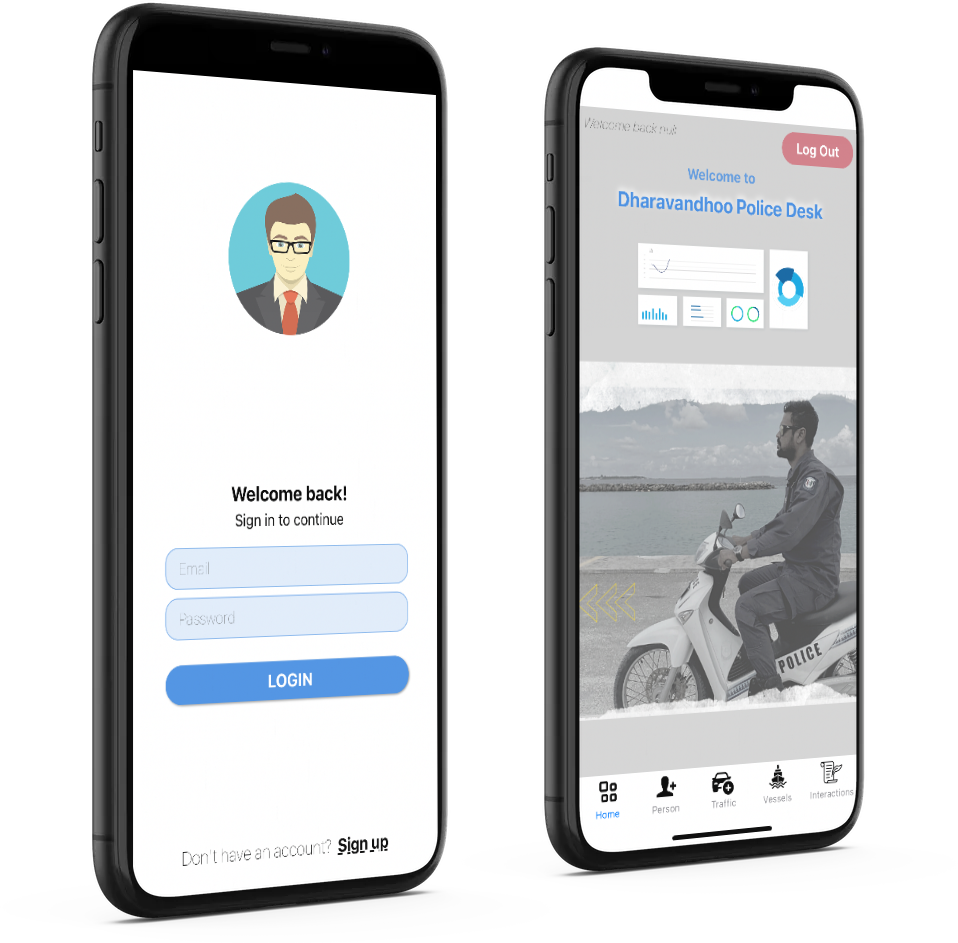 Welcome back!
Sign in to continue
Email
Password
LOGIN
Don't have an account? Sign up
Welcome back null
Log Out
Welcome to
Dharavandhoo Police Desk
POLICE
Home
Person
Traffic
Vessels
Interactions